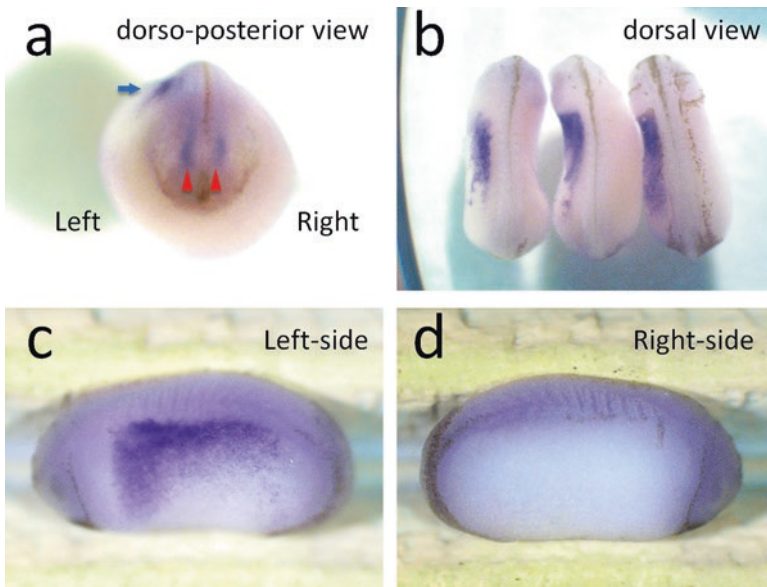 a
dorso-posterior view
Left
Right
b
dorsal view
c
Left-side
d
Right-side